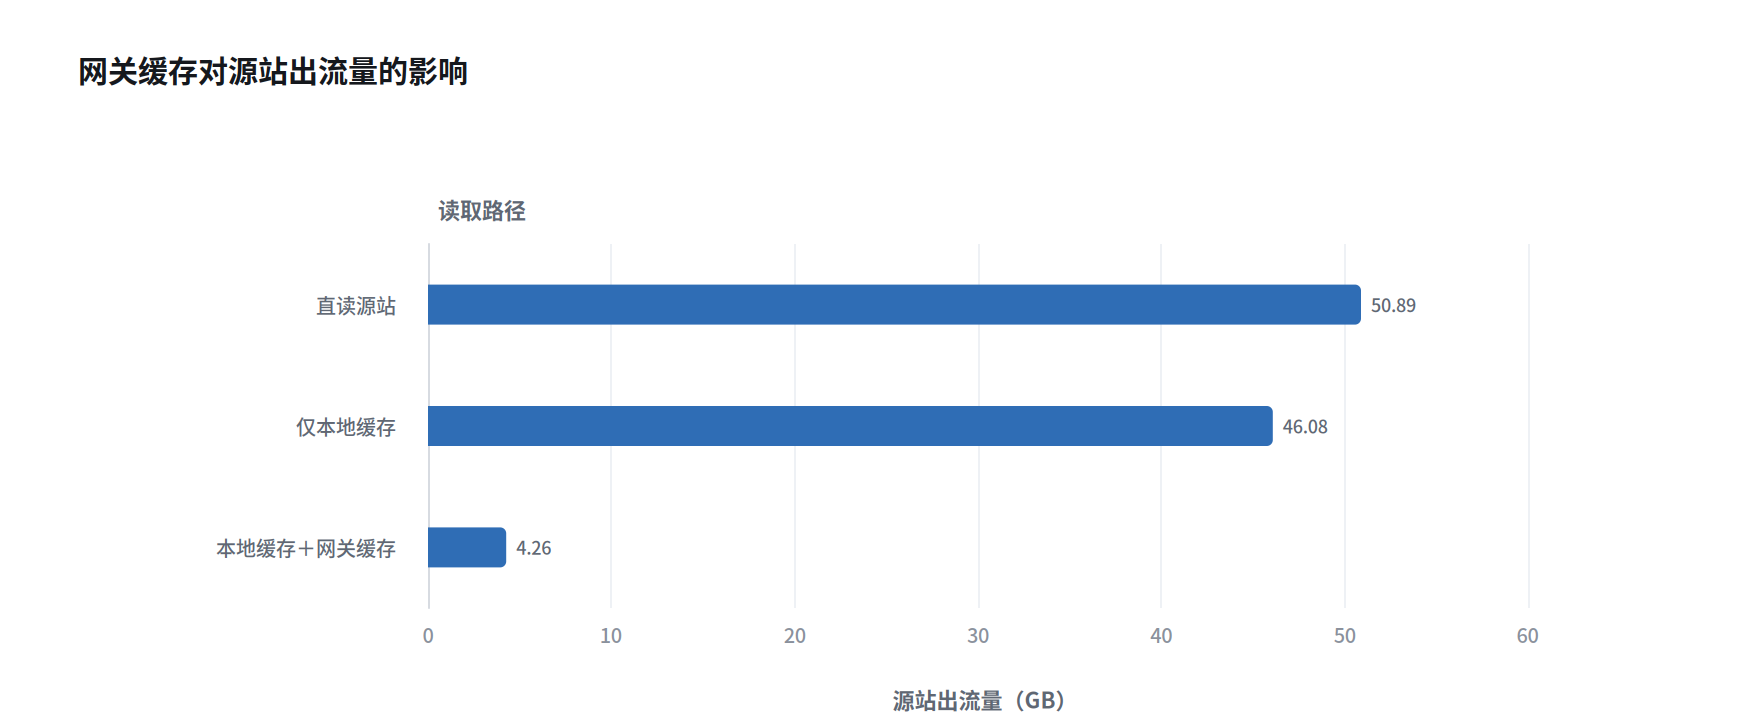 网关缓存对源站出流量的影响
读取路径
直读源站
50.89
仅本地缓存
46.08
本地缓存＋网关缓存
4.26
0 10 20 30 40 50 60
源站出流量（GB）